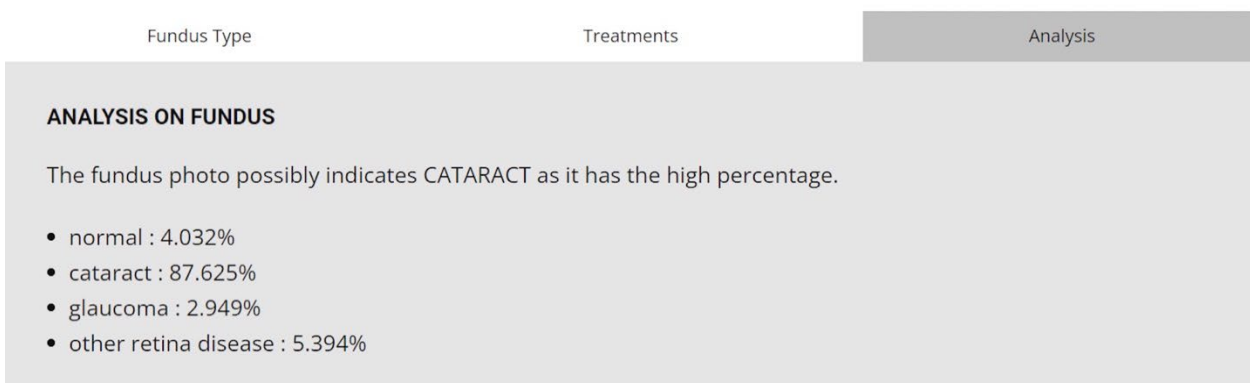 Fundus Type
Treatments
Analysis
ANALYSIS ON FUNDUS
The fundus photo possibly indicates CATARACT as it has the high percentage.
• normal : 4.032%
• cataract : 87.625%
• glaucoma : 2.949%
• other retina disease : 5.394%